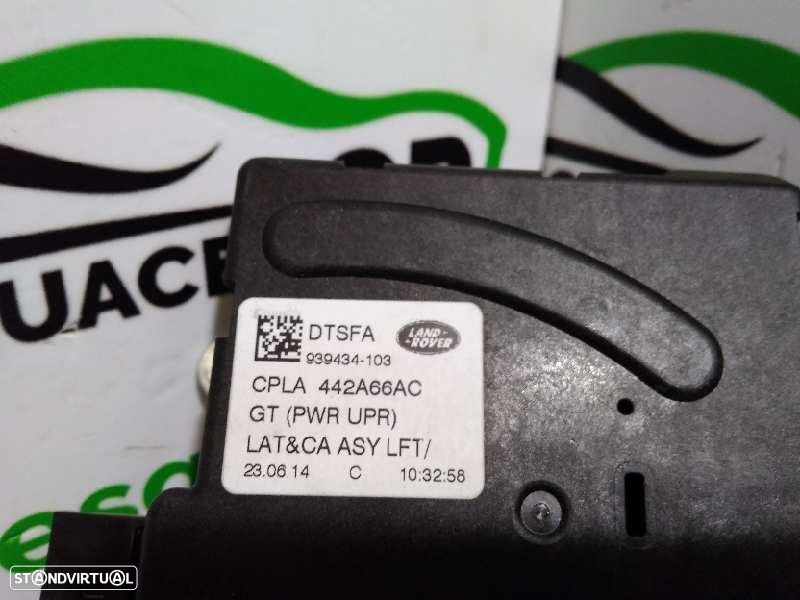 UACE
DTSFA
LAND-
-ROVER
939434-103
CPLA 442A66AC
GT (PWR UPR)
LAT&CA ASY LFT/
23.06.14 C 10:32:58
STANDVIRTUAL